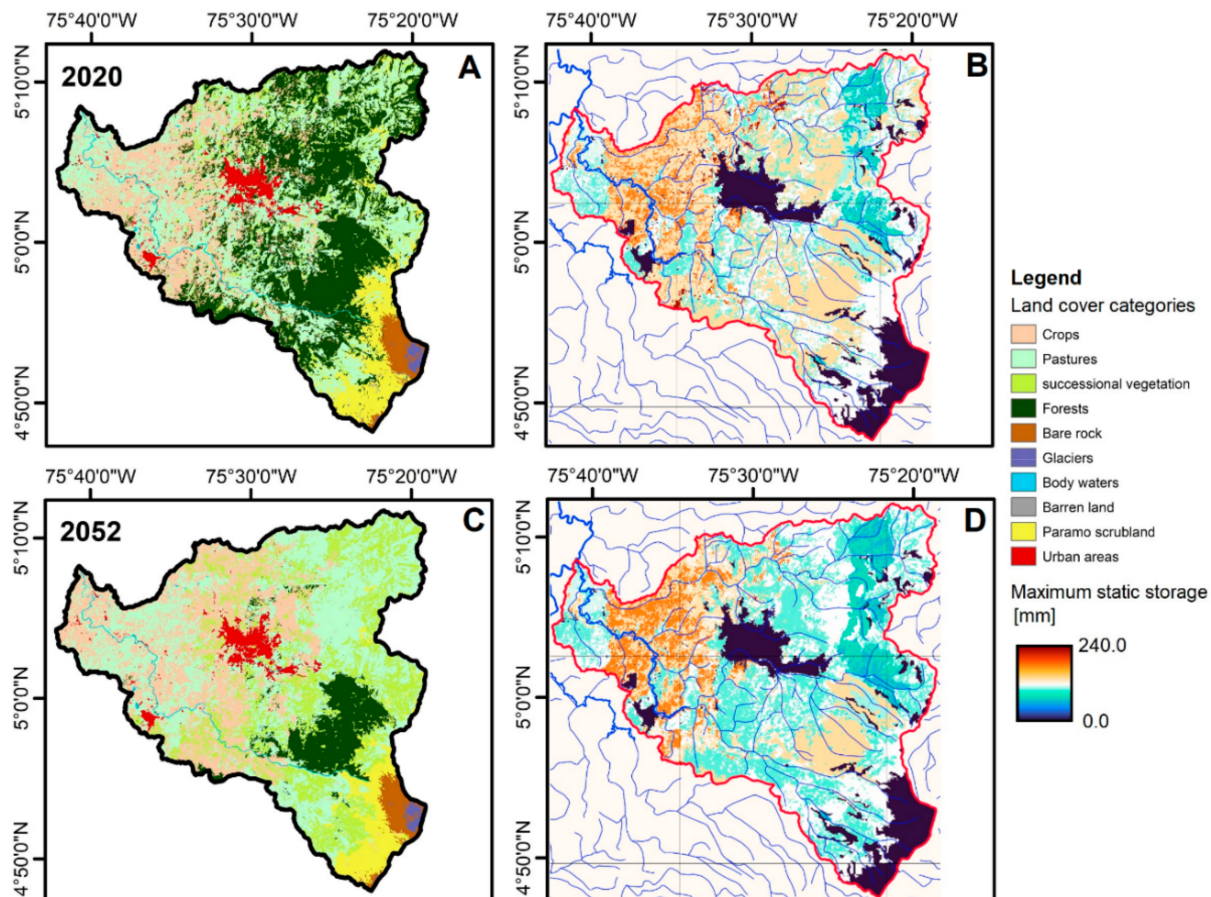 75°40'0"W 75°30'0"W 75°20'0"W
75°40'0"W 75°30'0"W 75°20'0"W
2020
A
B
5°10'0"N
5°0'0"N
4°50'0"N
75°40'0"W 75°30'0"W 75°20'0"W
75°40'0"W 75°30'0"W 75°20'0"W
2052
C
D
5°10'0"N
5°0'0"N
4°50'0"N
5°10'0"N
5°0'0"N
4°50'0"N
5°10'0"N
5°0'0"N
4°50'0"N
Legend
Land cover categories
Crops
Pastures
successional vegetation
Forests
Bare rock
Glaciers
Body waters
Barren land
Paramo scrubland
Urban areas
Maximum static storage
[mm]
240.0
0.0